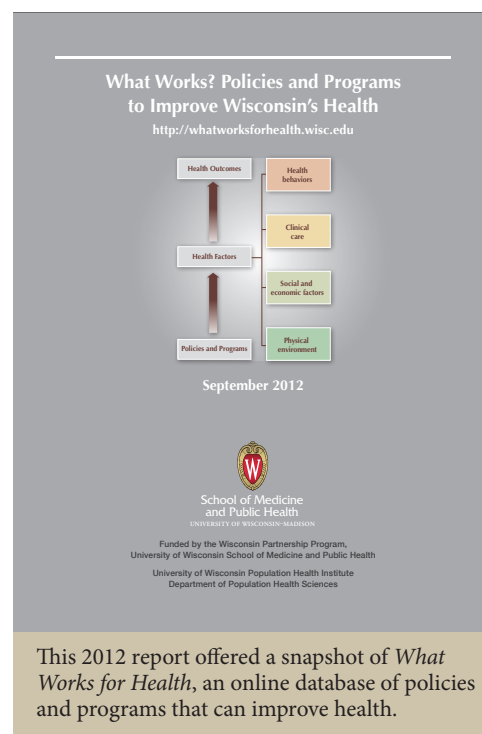 What Works? Policies and Programs
to Improve Wisconsin's Health
http://whatworksforhealth.wisc.edu
Health Outcomes
Health
behaviors
Clinical
care
Health Factors
Social and
economic factors
Policies and Programs
Physical
environment
September 2012
W
School of Medicine
and Public Health
UNIVERSITY OF WISCONSIN-MADISON
Funded by the Wisconsin Partnership Program,
University of Wisconsin School of Medicine and Public Health
University of Wisconsin Population Health Institute
Department of Population Health Sciences
This 2012 report offered a snapshot of What
Works for Health, an online database of policies
and programs that can improve health.